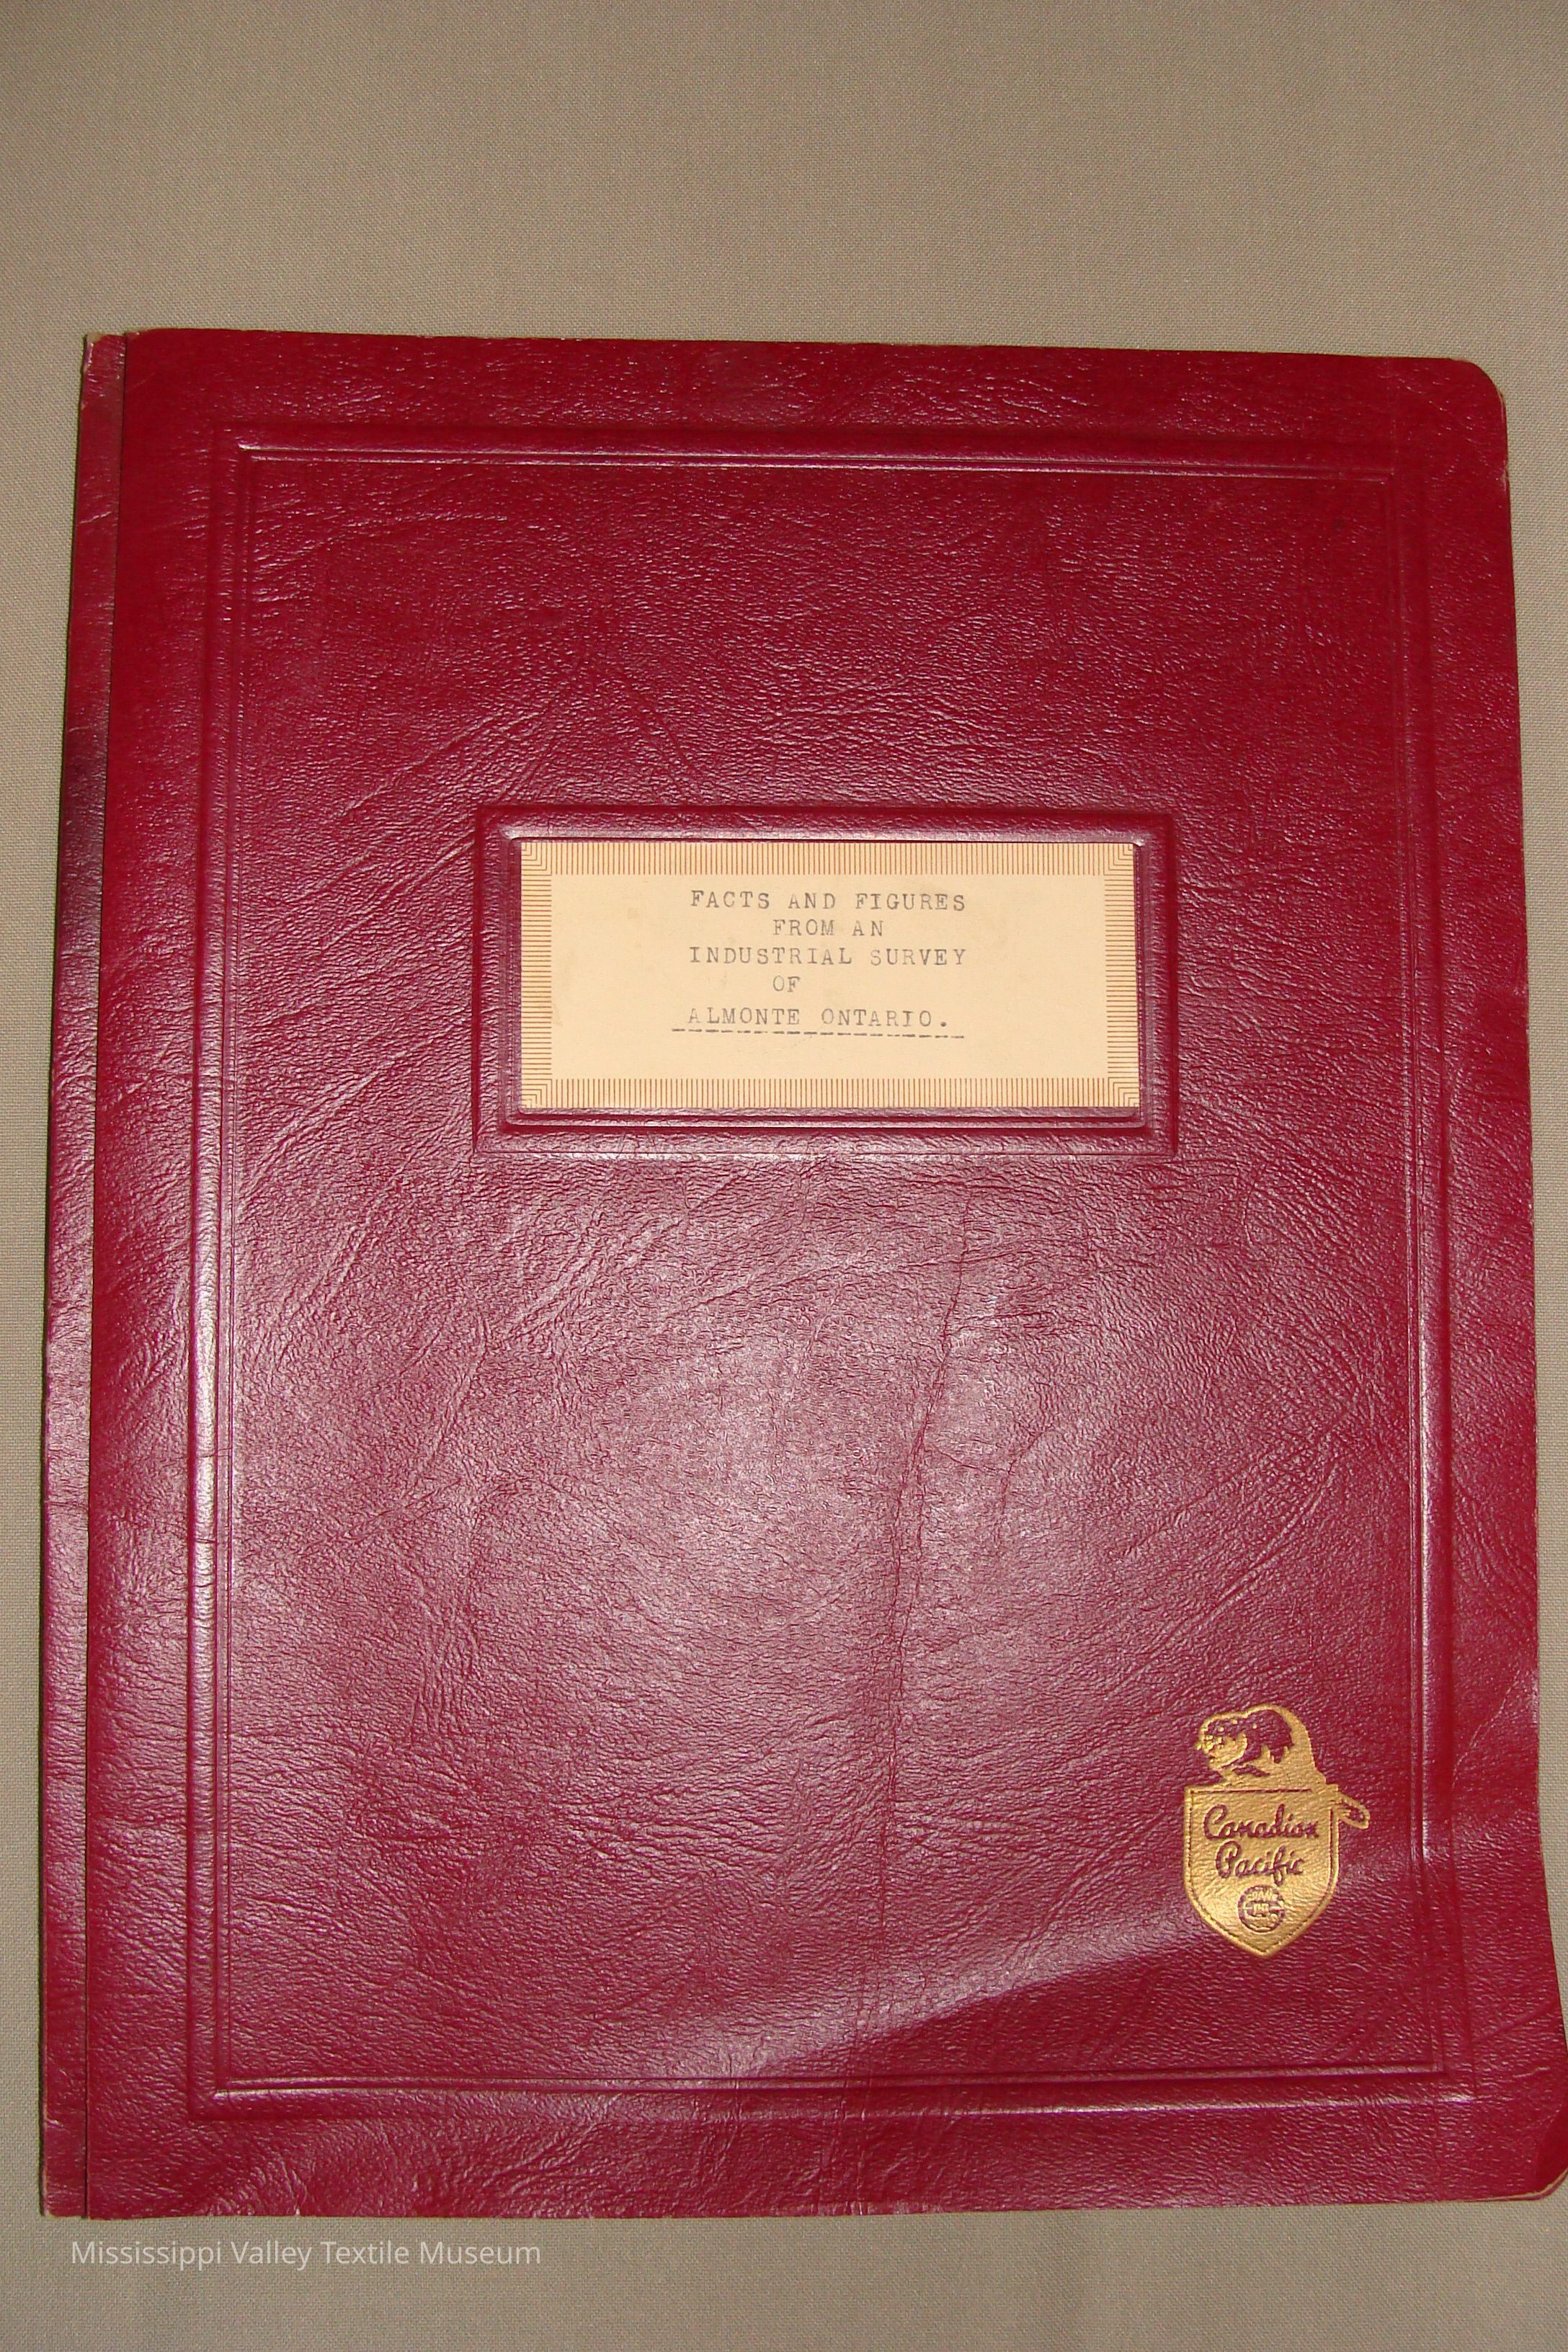 FACTS AND FIGURES
FROM AN
INDUSTRIAL SURVEY
OF
ALMONTE ONTARIO.
Canadian
Pacific
Mississippi Valley Textile Museum